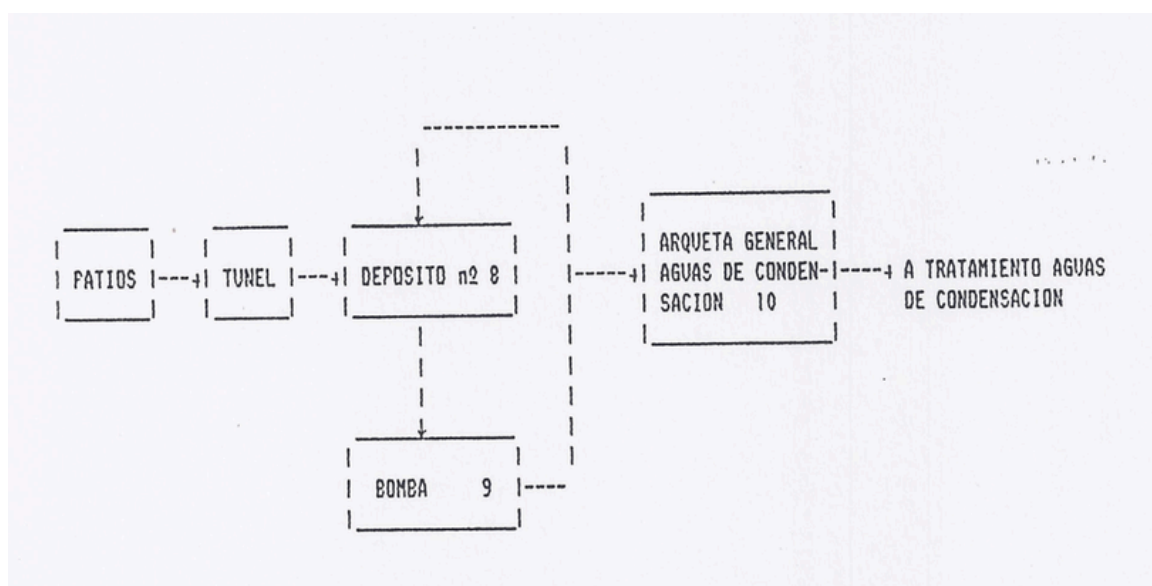 PATIOS
TUNEL
DEPOSITO nº 8
ARQUETA GENERAL
AGUAS DE CONDEN-
SACION 10
A TRATAMIENTO AGUAS
DE CONDENSACION
BOMBA 9